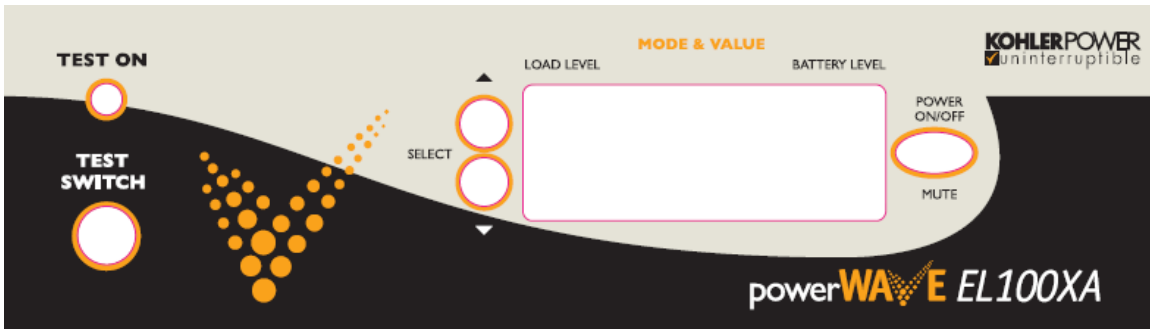 TEST ON
TEST
SWITCH
MODE & VALUE
LOAD LEVEL
BATTERY LEVEL
SELECT
POWER
ON/OFF
MUTE
KOHLERPOWER
uninterruptible
powerWAVE EL100XA